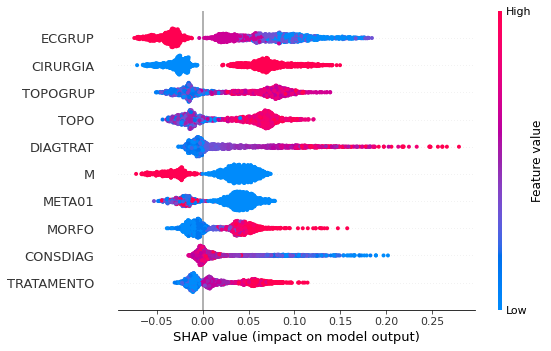 High
ECGRUP
CIRURGIA
TOPOGRUP
TOPO
DIAGTRAT
M
META01
MORFO
CONSDIAG
TRATAMENTO
Feature value
Low
−0.05 0.00 0.05 0.10 0.15 0.20 0.25
SHAP value (impact on model output)